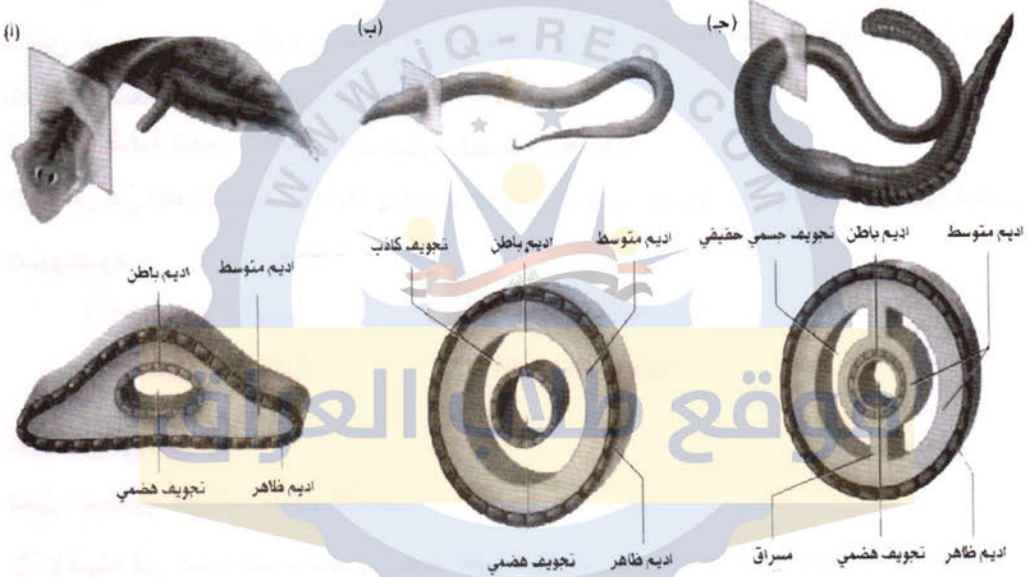 (أ)
(ب)
(جـ)
WWW.iQ-RES.COM
اديم باطن
اديم متوسط
تجويف هضمي
اديم ظاهر
تجويف كاذب
اديم باطن
اديم متوسط
تجويف هضمي
اديم ظاهر
تجويف جسمي حقيقي
اديم باطن
اديم متوسط
مسراق
تجويف هضمي
اديم ظاهر
موقع طلاب العراق